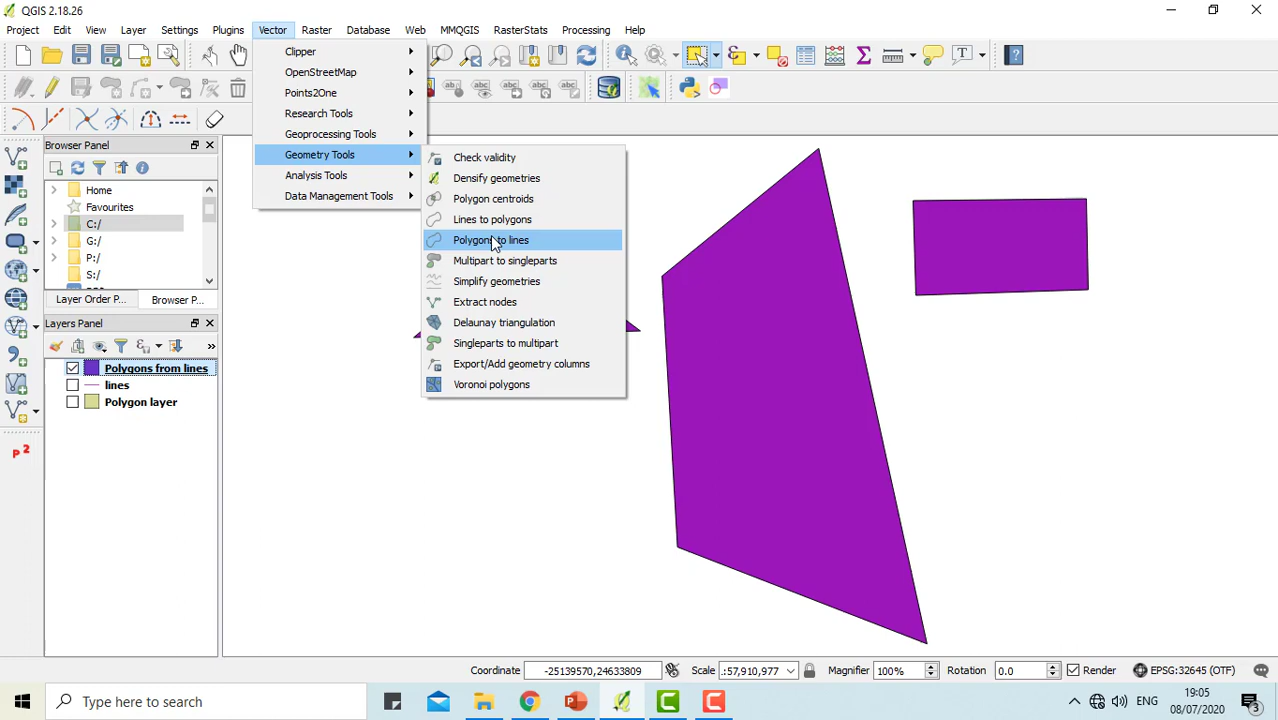 QGIS 2.18.26
Project Edit View Layer Settings Plugins Vector Raster Database Web MMQGIS RasterStats Processing Help
Clipper
OpenStreetMap
Points2One
Research Tools
Geoprocessing Tools
Geometry Tools
Analysis Tools
Data Management Tools
Check validity
Densify geometries
Polygon centroids
Lines to polygons
Polygons to lines
Multipart to singleparts
Simplify geometries
Extract nodes
Delaunay triangulation
Singleparts to multipart
Export/Add geometry columns
Voronoi polygons
Browser Panel
Home
Favourites
C:/
G:/
P:/
S:/
Layer Order P... Browser P...
Layers Panel
Polygons from lines
lines
Polygon layer
Coordinate -25139570,24633809 Scale .:57,910,977 Magnifier 100% Rotation 0.0 Render EPSG:32645 (OTF)
Type here to search
ENG
19:05
08/07/2020
3